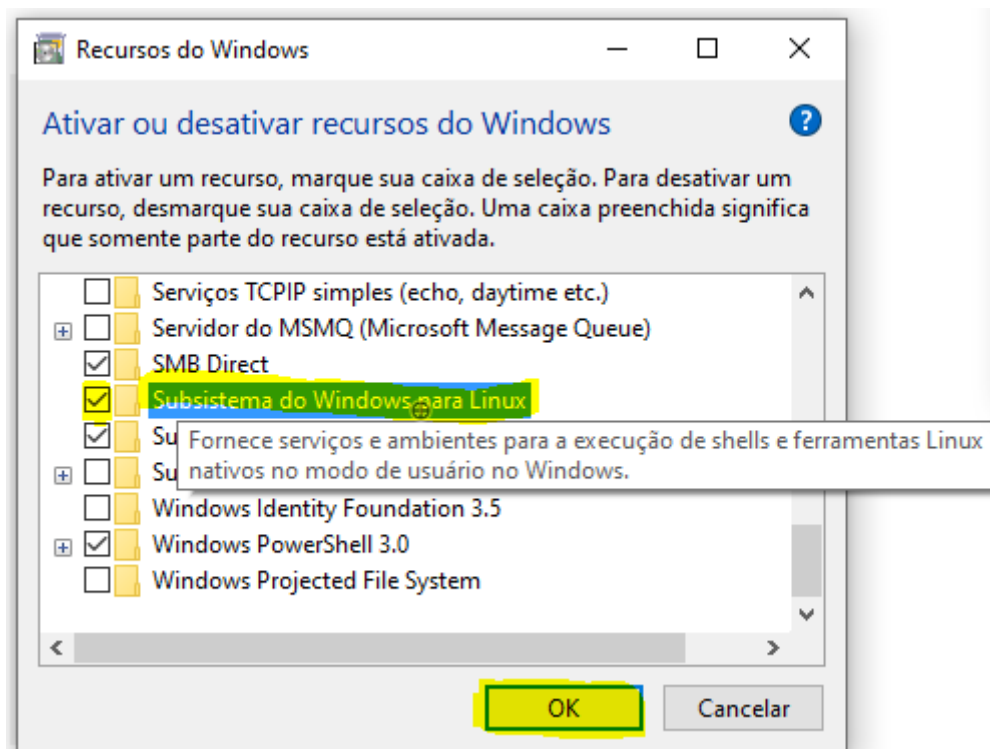 Recursos do Windows
Ativar ou desativar recursos do Windows
?
Para ativar um recurso, marque sua caixa de seleção. Para desativar um
recurso, desmarque sua caixa de seleção. Uma caixa preenchida significa
que somente parte do recurso está ativada.
Serviços TCPIP simples (echo, daytime etc.)
Servidor do MSMQ (Microsoft Message Queue)
SMB Direct
Subsistema do Windows para Linux
Su
Fornece serviços e ambientes para a execução de shells e ferramentas Linux
Su
nativos no modo de usuário no Windows.
Windows Identity Foundation 3.5
Windows PowerShell 3.0
Windows Projected File System
OK
Cancelar